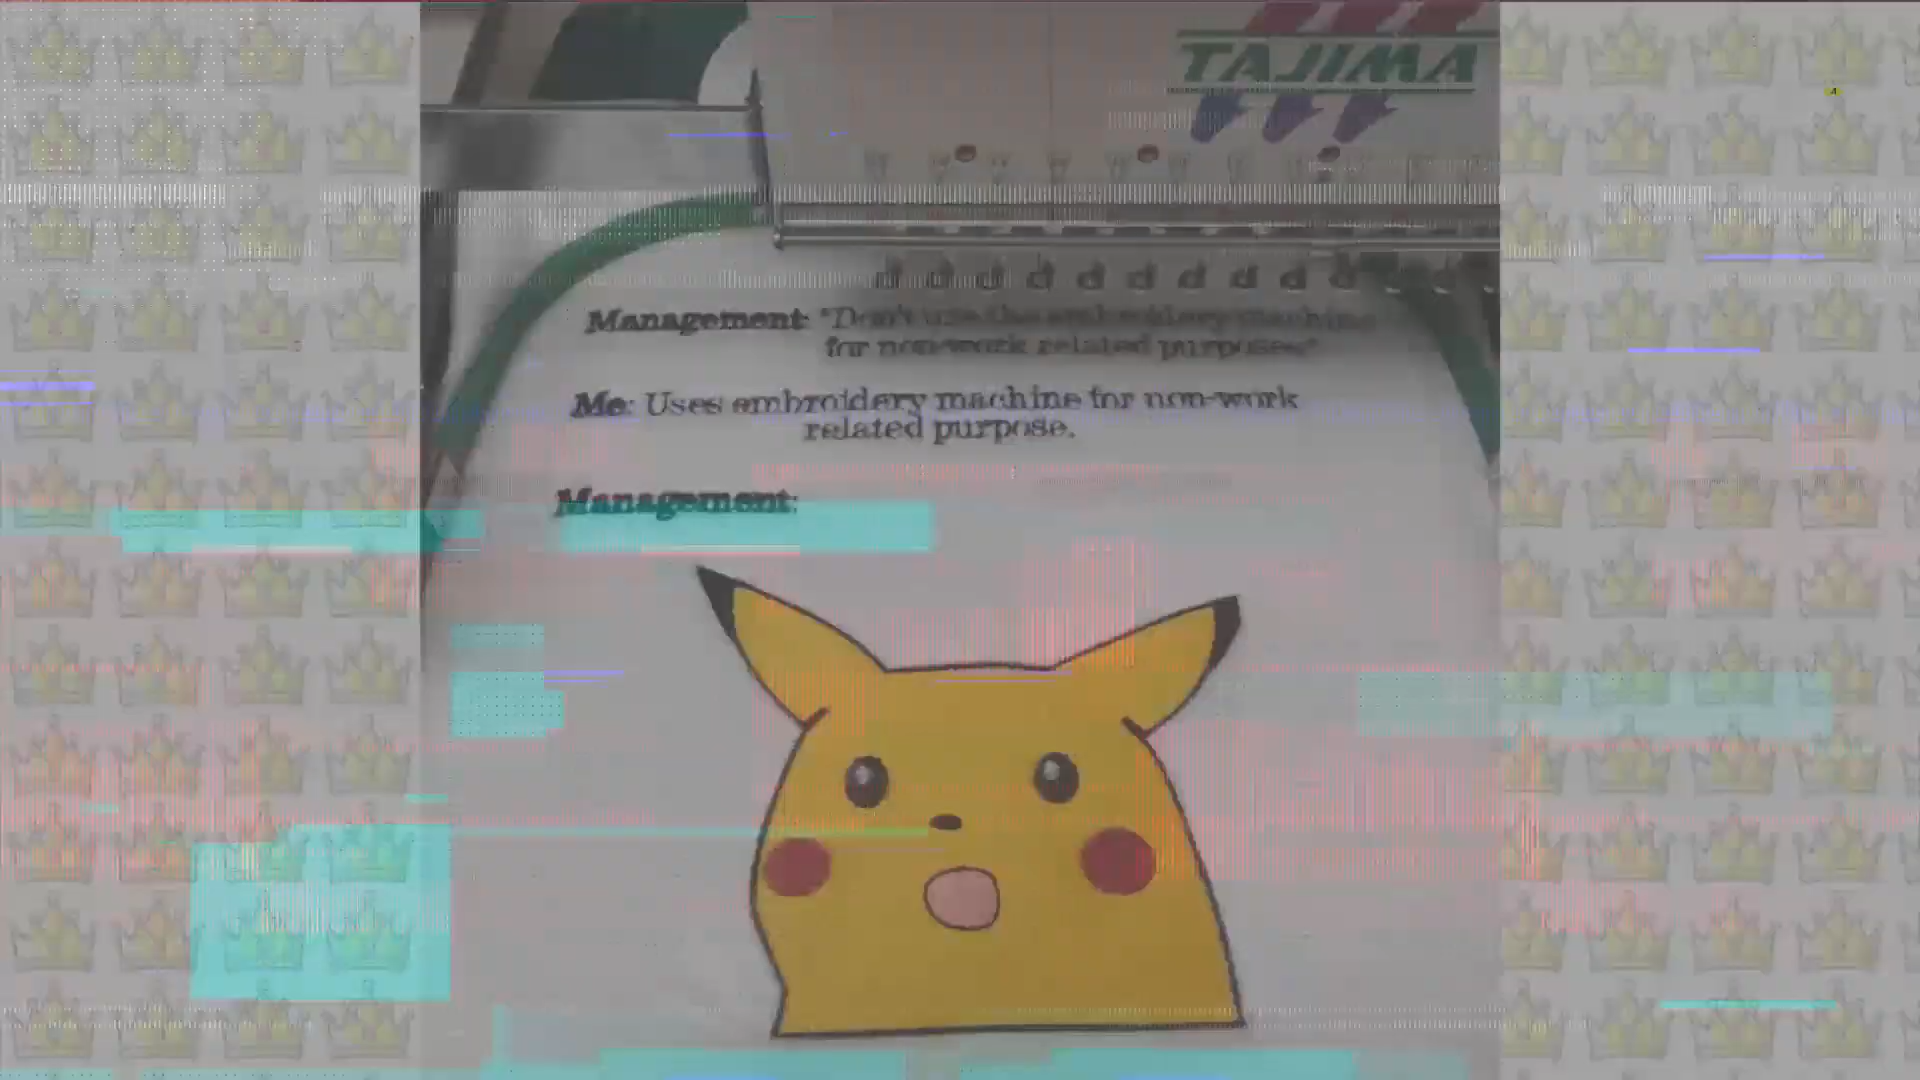 TAJIMA
Management: "Don't use the embroidery machine
for non-work related purposes"
Me: Uses embroidery machine for non-work
related purpose.
Management: